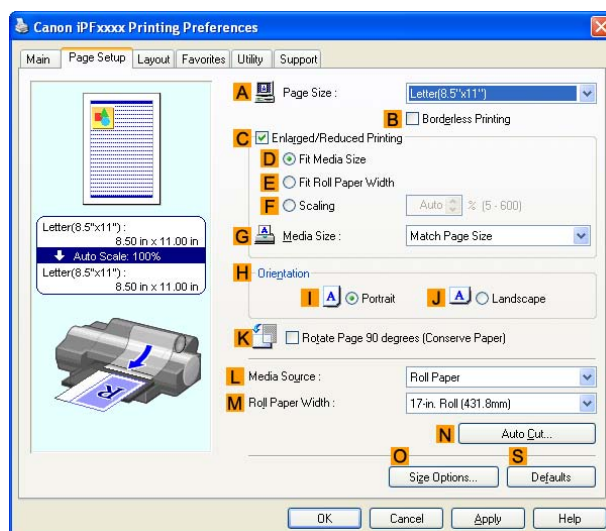 Canon iPFxxxx Printing Preferences
Main Page Setup Layout Favorites Utility Support
A Page Size : Letter(8.5"x11")
B Borderless Printing
C Enlarged/Reduced Printing
D Fit Media Size
E Fit Roll Paper Width
F Scaling Auto % (5 - 600)
G A Media Size : Match Page Size
Letter(8.5"x11") :
8.50 in x 11.00 in
Auto Scale: 100%
Letter(8.5"x11") :
8.50 in x 11.00 in
H Orientation
I A Portrait J A Landscape
K Rotate Page 90 degrees (Conserve Paper)
R
L Media Source : Roll Paper
M Roll Paper Width : 17-in. Roll (431.8mm)
N Auto Cut...
O S
Size Options... Defaults
OK Cancel Apply Help